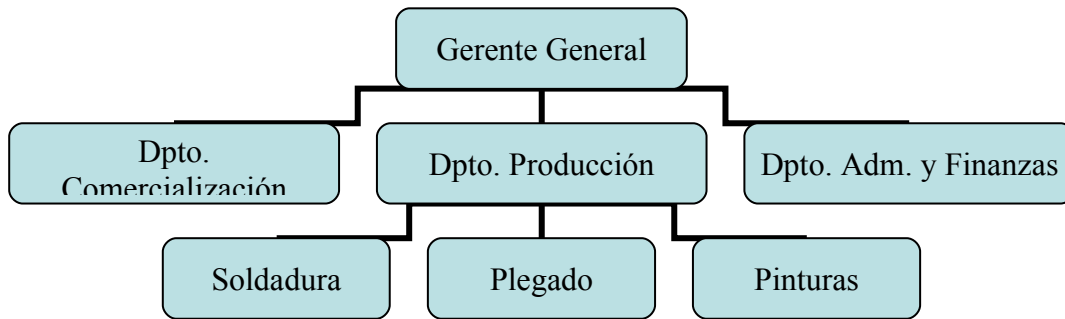 Gerente General
Dpto.
Comercialización
Dpto. Producción
Dpto. Adm. y Finanzas
Soldadura
Plegado
Pinturas